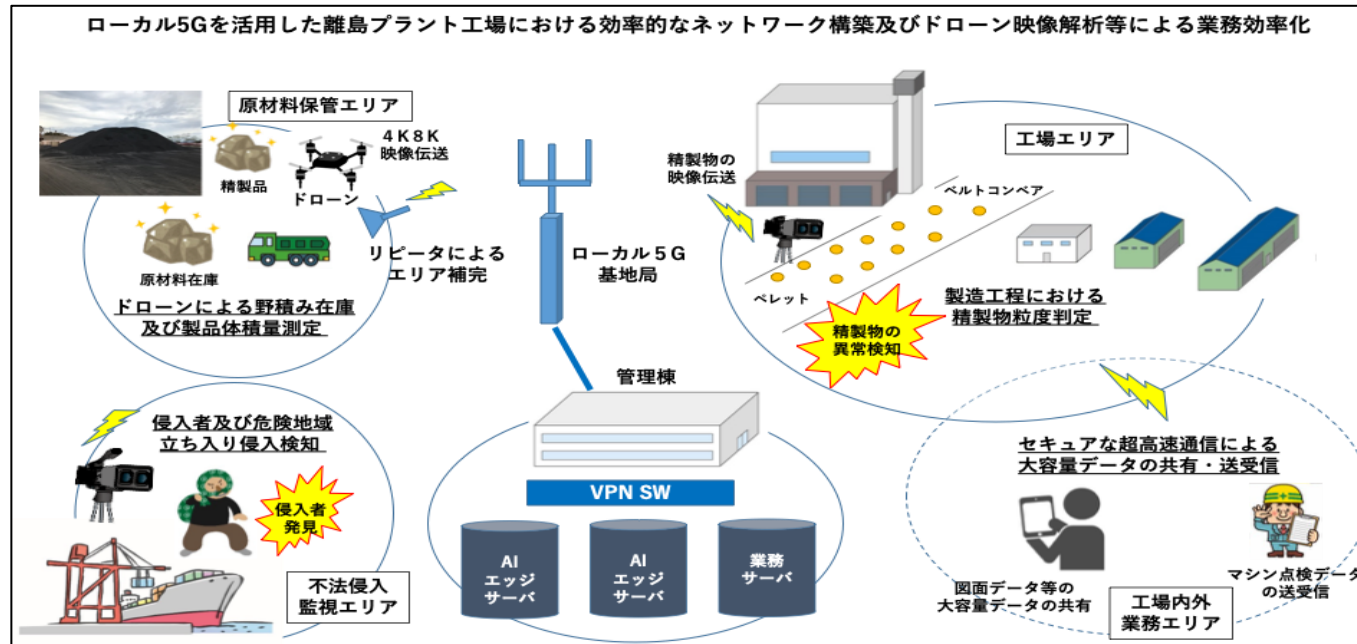 ローカル5Gを活用した離島プラント工場における効率的なネットワーク構築及びドローン映像解析等による業務効率化
原材料保管エリア
4K8K
映像伝送
精製品
ドローン
原材料在庫
リピータによる
エリア補完
ドローンによる野積み在庫
及び製品体積量測定
ローカル5G
基地局
工場エリア
精製物の
映像伝送
ベルトコンベア
ペレット
製造工程における
精製物粒度判定
精製物の
異常検知
侵入者及び危険地域
立ち入り侵入検知
侵入者
発見
不法侵入
監視エリア
管理棟
VPN SW
AI
エッジ
サーバ
AI
エッジ
サーバ
業務
サーバ
セキュアな超高速通信による
大容量データの共有・送受信
図面データ等の
大容量データの共有
マシン点検データ
の送受信
工場内外
業務エリア